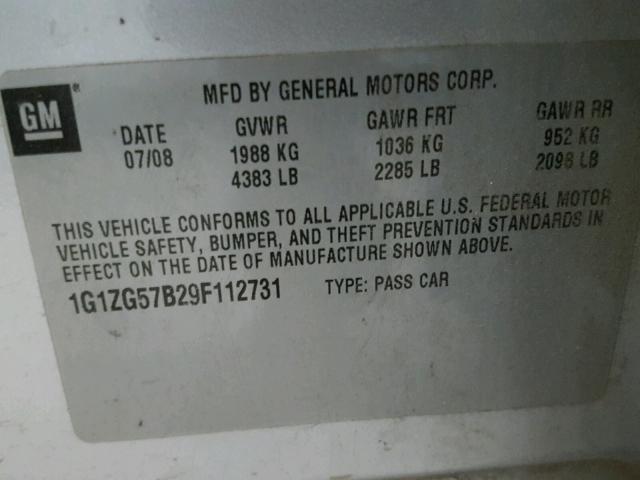 MFD BY GENERAL MOTORS CORP.
GM®
DATE GVWR GAWR FRT GAWR RR
07/08 1988 KG 1036 KG 952 KG
4383 LB 2285 LB 2098 LB
THIS VEHICLE CONFORMS TO ALL APPLICABLE U.S. FEDERAL MOTOR
VEHICLE SAFETY, BUMPER, AND THEFT PREVENTION STANDARDS IN
EFFECT ON THE DATE OF MANUFACTURE SHOWN ABOVE.
1G1ZG57B29F112731 TYPE: PASS CAR